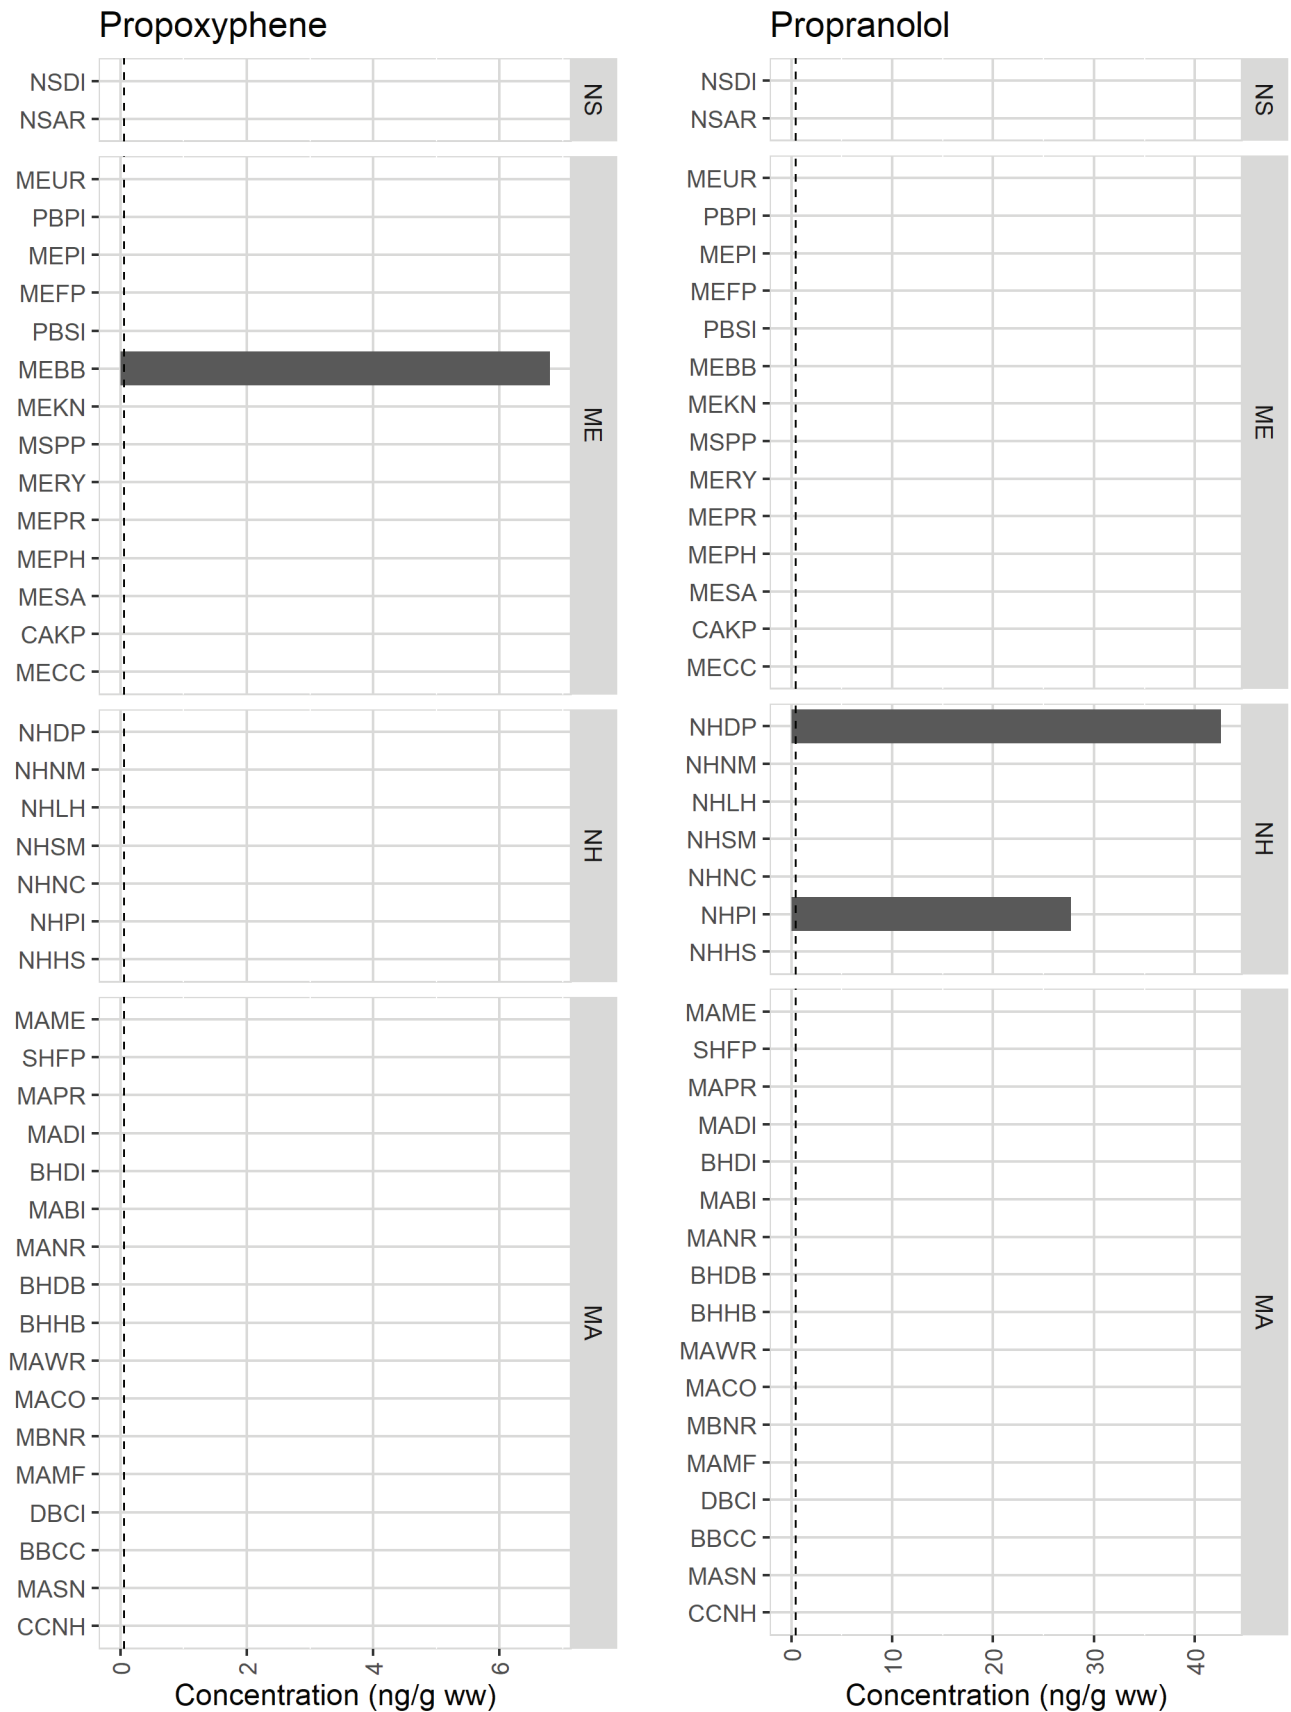 Propoxyphene
NSDI
NSAR
NS
MEUR
PBPI
MEPI
MEFP
PBSI
MEBB
MEKN
MSPP
MERY
MEPR
MEPH
MESA
CAKP
MECC
ME
NHDP
NHNM
NHLH
NHSM
NHNC
NHPI
NHHS
NH
MAME
SHFP
MAPR
MADI
BHDI
MABI
MANR
BHDB
BHHB
MAWR
MACO
MBNR
MAMF
DBCI
BBCC
MASN
CCNH
MA
0 2 4 6
Concentration (ng/g ww)
Propranolol
NSDI
NSAR
NS
MEUR
PBPI
MEPI
MEFP
PBSI
MEBB
MEKN
MSPP
MERY
MEPR
MEPH
MESA
CAKP
MECC
ME
NHDP
NHNM
NHLH
NHSM
NHNC
NHPI
NHHS
NH
MAME
SHFP
MAPR
MADI
BHDI
MABI
MANR
BHDB
BHHB
MAWR
MACO
MBNR
MAMF
DBCI
BBCC
MASN
CCNH
MA
0 10 20 30 40
Concentration (ng/g ww)